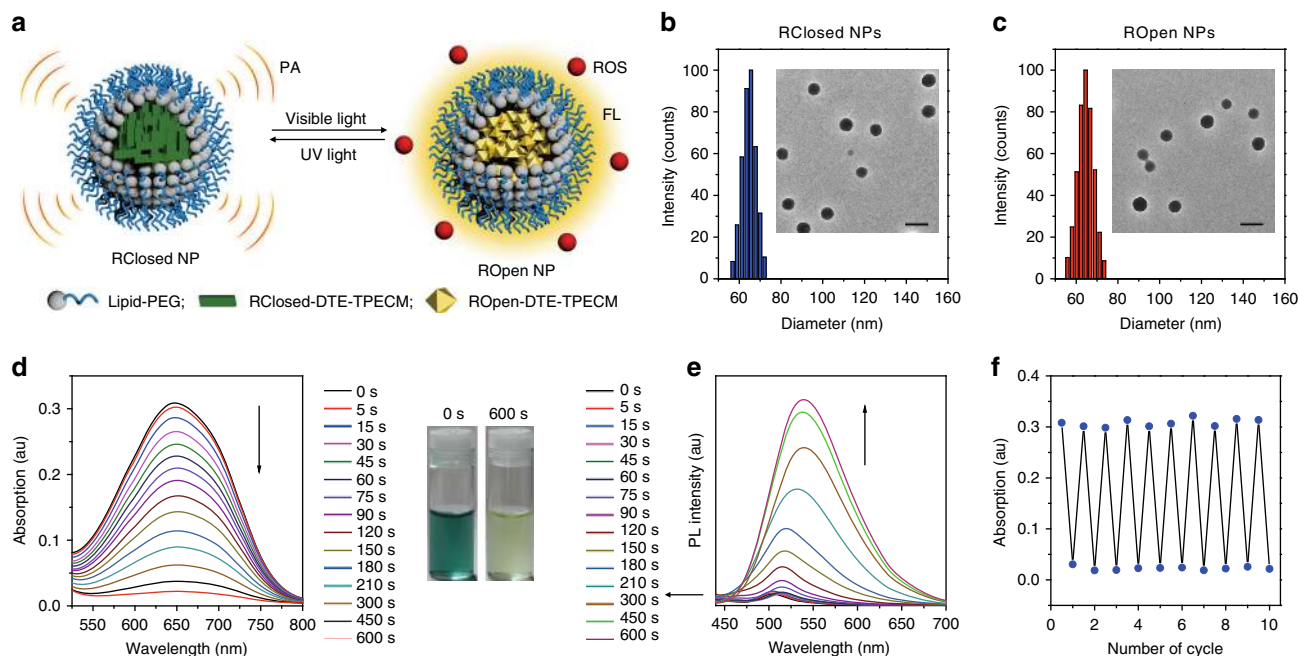 a
PA
ROS
FL
Visible light
UV light
RClosed NP
ROpen NP
Lipid-PEG;
RClosed-DTE-TPECM;
ROpen-DTE-TPECM
b
RClosed NPs
Intensity (counts)
100
80
60
40
20
0
60 80 100 120 140 160
Diameter (nm)
c
ROpen NPs
Intensity (counts)
100
80
60
40
20
0
60 80 100 120 140 160
Diameter (nm)
d
Absorption (au)
0.3
0.2
0.1
0.0
550 600 650 700 750 800
Wavelength (nm)
0 s
5 s
15 s
30 s
45 s
60 s
75 s
90 s
120 s
150 s
180 s
210 s
300 s
450 s
600 s
0 s 600 s
e
0 s
5 s
15 s
30 s
45 s
60 s
75 s
90 s
120 s
150 s
180 s
210 s
300 s
450 s
600 s
PL intensity (au)
450 500 550 600 650 700
Wavelength (nm)
f
Absorption (au)
0.4
0.3
0.2
0.1
0.0
0 2 4 6 8 10
Number of cycle